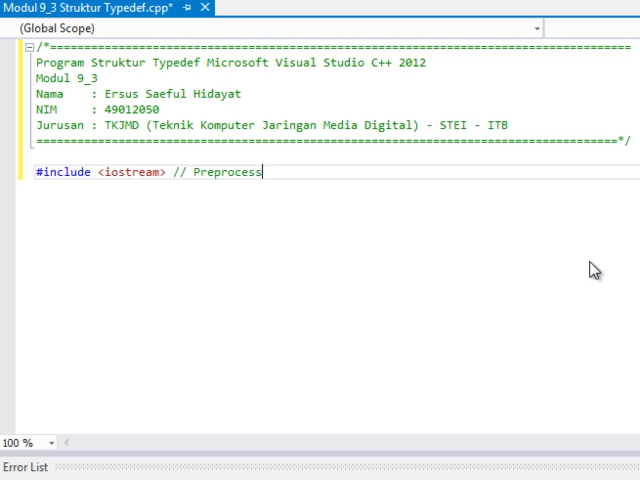 Modul 9_3 Struktur Typedef.cpp*
(Global Scope)
/*=====================================================================================
Program Struktur Typedef Microsoft Visual Studio C++ 2012
Modul 9_3
Nama    : Ersus Saeful Hidayat
NIM     : 49012050
Jurusan : TKJMD (Teknik Komputer Jaringan Media Digital) - STEI - ITB
=====================================================================================*/
#include <iostream> // Preprocess
100 %
Error List